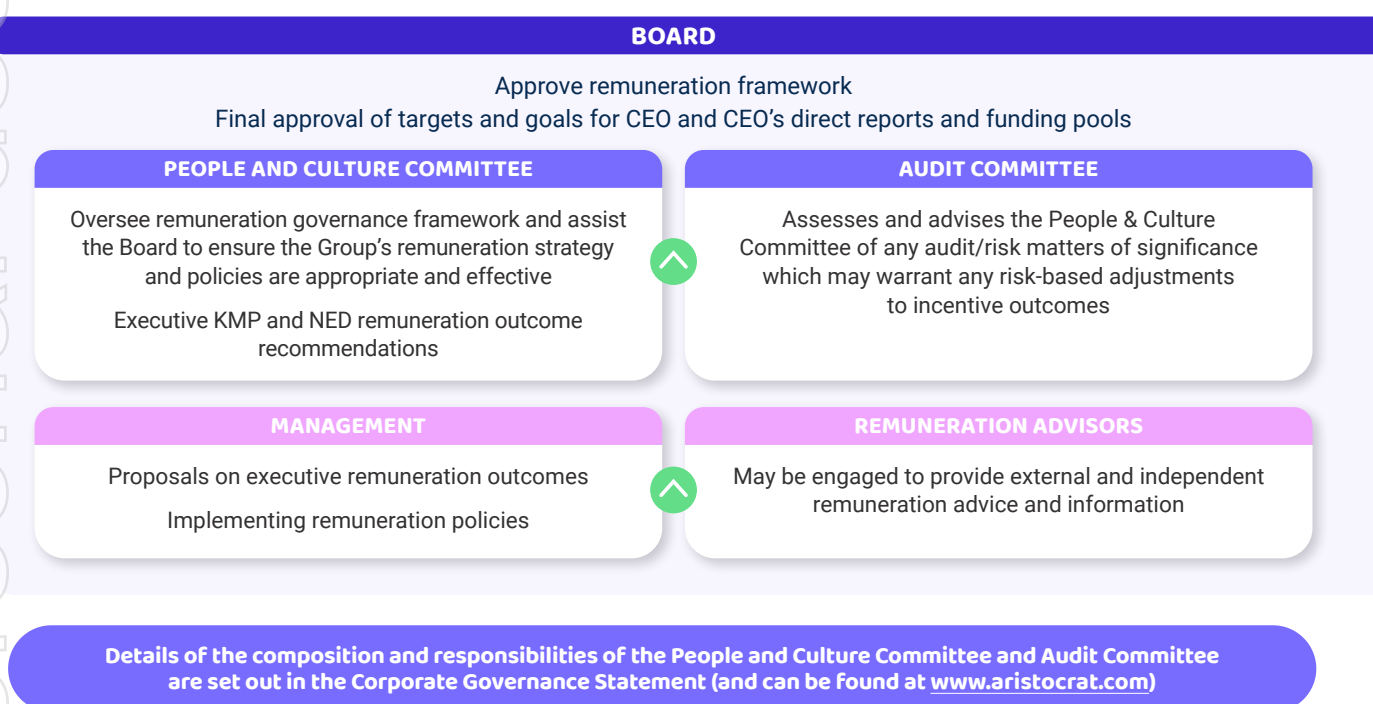 BOARD
Approve remuneration framework
Final approval of targets and goals for CEO and CEO’s direct reports and funding pools
PEOPLE AND CULTURE COMMITTEE
Oversee remuneration governance framework and assist
the Board to ensure the Group’s remuneration strategy
and policies are appropriate and effective
Executive KMP and NED remuneration outcome
recommendations
AUDIT COMMITTEE
Assesses and advises the People & Culture
Committee of any audit/risk matters of significance
which may warrant any risk-based adjustments
to incentive outcomes
MANAGEMENT
Proposals on executive remuneration outcomes
Implementing remuneration policies
REMUNERATION ADVISORS
May be engaged to provide external and independent
remuneration advice and information
Details of the composition and responsibilities of the People and Culture Committee and Audit Committee
are set out in the Corporate Governance Statement (and can be found at www.aristocrat.com)